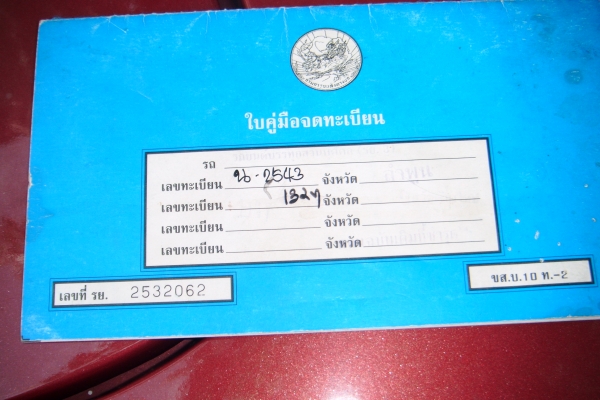 ใบคู่มือจดทะเบียน
รถ
เลขทะเบียน น.2543 จังหวัด
เลขทะเบียน จังหวัด
เลขทะเบียน จังหวัด
เลขทะเบียน จังหวัด
เลขที่ รย. 2532062
ขส.บ.10 ท.-2